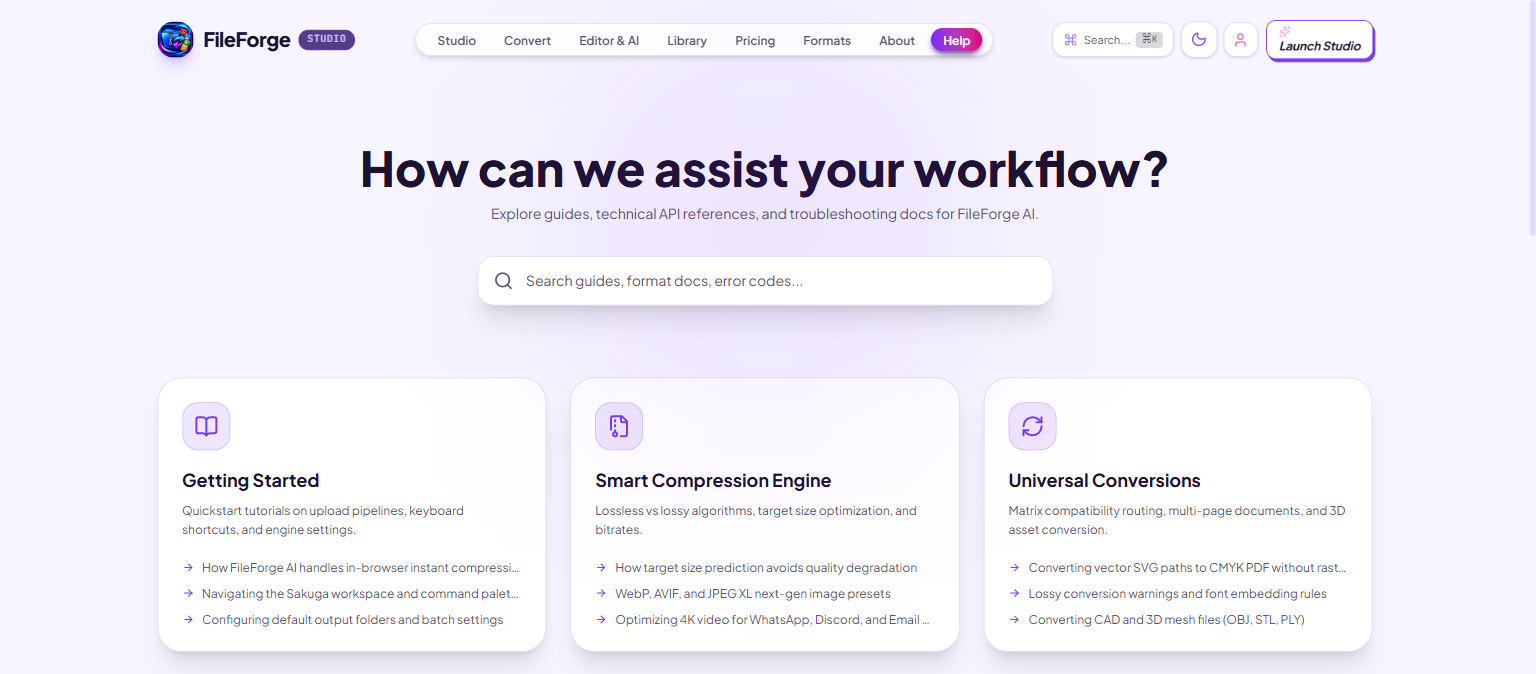 FileForge STUDIO
Studio Convert Editor & AI Library Pricing Formats About Help
Search... ⌘K
Launch Studio
How can we assist your workflow?
Explore guides, technical API references, and troubleshooting docs for FileForge AI.
Search guides, format docs, error codes...
Getting Started
Quickstart tutorials on upload pipelines, keyboard
shortcuts, and engine settings.
→ How FileForge AI handles in-browser instant compressi...
→ Navigating the Sakuga workspace and command palet...
→ Configuring default output folders and batch settings
Smart Compression Engine
Lossless vs lossy algorithms, target size optimization, and
bitrates.
→ How target size prediction avoids quality degradation
→ WebP, AVIF, and JPEG XL next-gen image presets
→ Optimizing 4K video for WhatsApp, Discord, and Email ...
Universal Conversions
Matrix compatibility routing, multi-page documents, and 3D
asset conversion.
→ Converting vector SVG paths to CMYK PDF without rast...
→ Lossy conversion warnings and font embedding rules
→ Converting CAD and 3D mesh files (OBJ, STL, PLY)